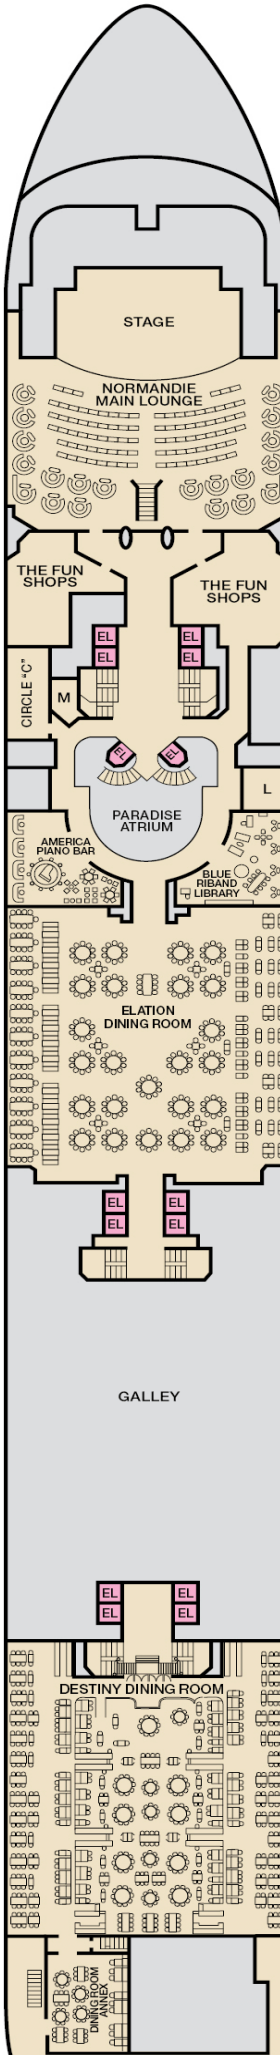 STAGE
NORMANDIE
MAIN LOUNGE
THE FUN
SHOPS
THE FUN
SHOPS
EL
EL
EL
EL
CIRCLE "C"
M
EL
EL
L
PARADISE
ATRIUM
AMERICA
PIANO BAR
BLUE
RIBAND
LIBRARY
ELATION
DINING ROOM
EL
EL
EL
EL
GALLEY
EL
EL
EL
EL
DESTINY DINING ROOM
DINING ROOM
ANNEX